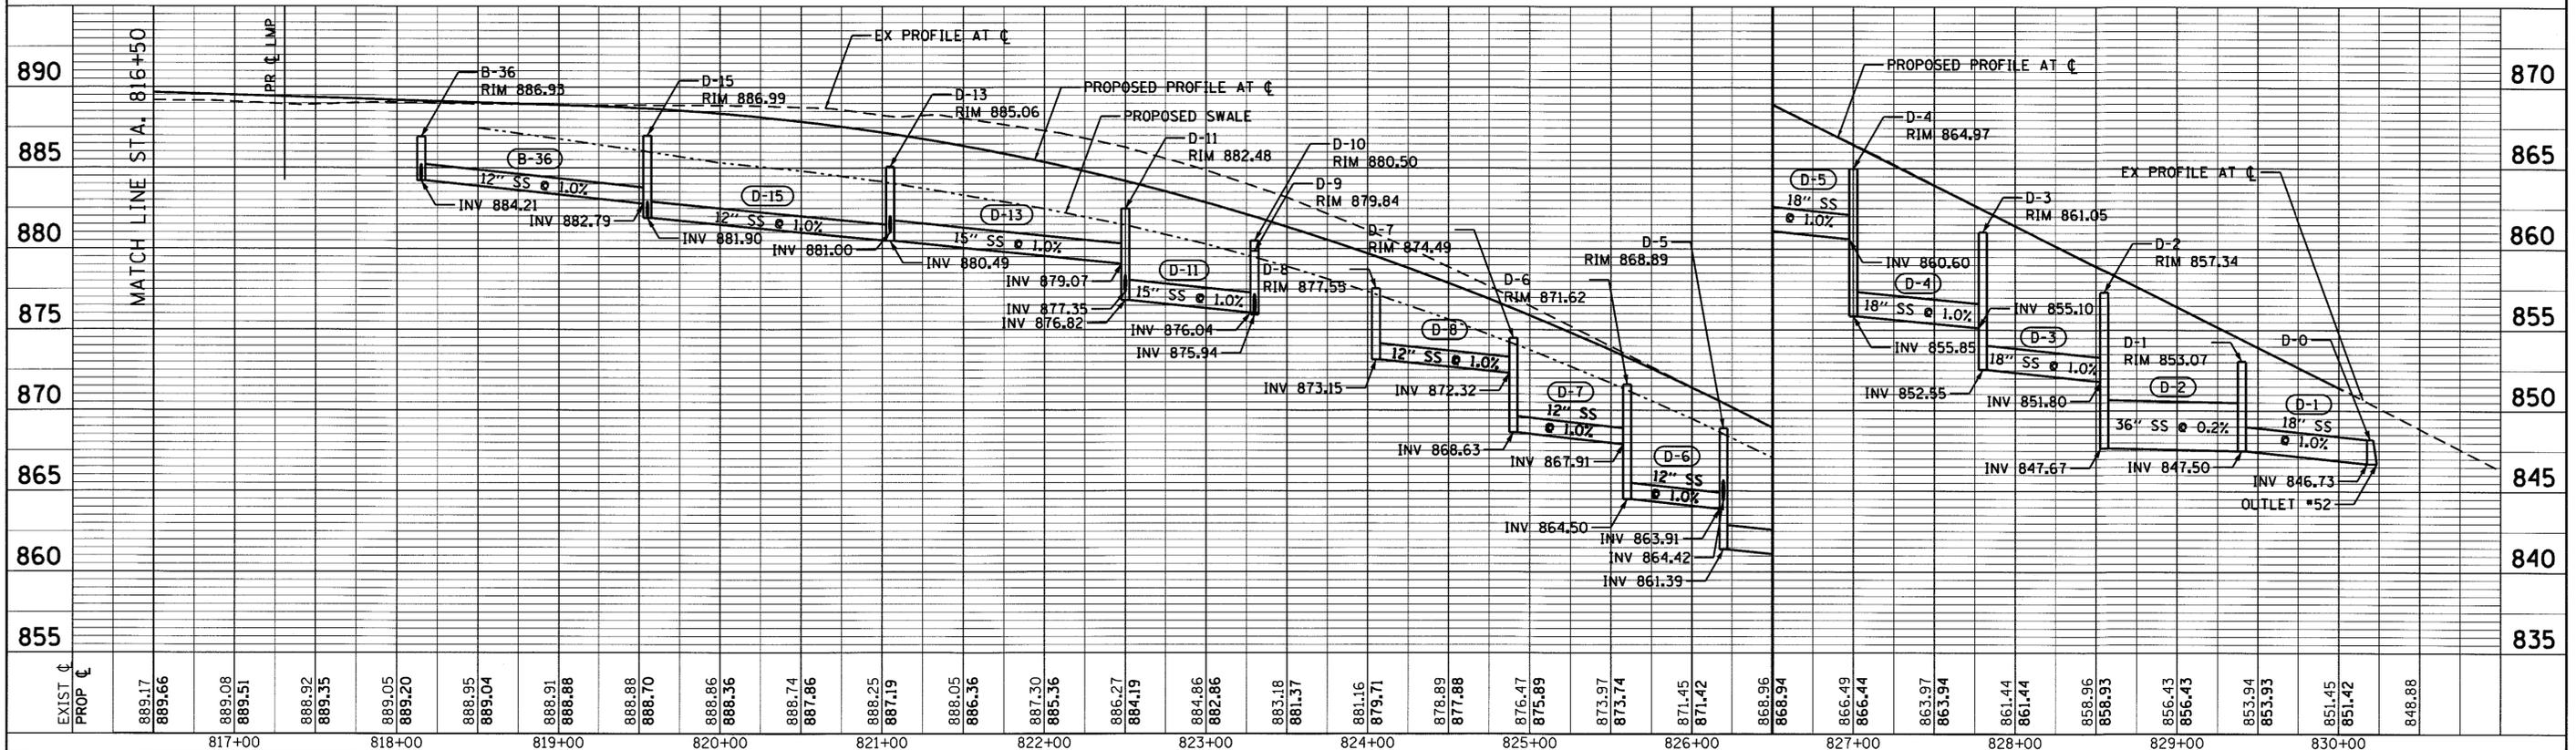 890
885
880
875
870
865
860
855
MATCH LINE STA. 816+50
PR ℄ LMP
EX PROFILE AT ℄
PROPOSED PROFILE AT ℄
PROPOSED SWALE
B-36
RIM 886.93
B-36
12" SS @ 1.0%
INV 884.21
INV 882.79
D-15
RIM 886.99
D-15
12" SS @ 1.0%
INV 881.90
INV 881.00
D-13
RIM 885.06
D-13
15" SS @ 1.0%
INV 880.49
INV 879.07
D-11
RIM 882.48
INV 877.35
INV 876.82
D-11
15" SS @ 1.0%
INV 876.04
INV 875.94
D-10
RIM 880.50
D-9
RIM 879.84
D-8
RIM 877.55
D-8
12" SS @ 1.0%
INV 873.15
INV 872.32
D-7
RIM 874.49
D-7
12" SS
@ 1.0%
INV 868.63
INV 867.91
D-6
RIM 871.62
D-6
12" SS
@ 1.0%
INV 864.50
INV 863.91
INV 864.42
INV 861.39
D-5
RIM 868.89
PROPOSED PROFILE AT ℄
EX PROFILE AT ℄
D-5
18" SS
@ 1.0%
D-4
RIM 864.97
INV 860.60
D-4
18" SS @ 1.0%
INV 855.85
INV 855.10
D-3
RIM 861.05
D-3
18" SS @ 1.0%
INV 852.55
INV 851.80
D-2
RIM 857.34
D-2
36" SS @ 0.2%
INV 847.67
INV 847.50
D-1
RIM 853.07
D-1
18" SS
@ 1.0%
D-0
INV 846.73
OUTLET #52
870
865
860
855
850
845
840
835
EXIST ℄
PROP ℄
889.17
889.66
889.08
889.51
888.92
889.35
889.05
889.20
888.95
889.04
888.91
888.88
888.88
888.70
888.86
888.36
888.74
887.86
888.25
887.19
888.05
886.36
887.30
885.36
886.27
884.19
884.86
882.86
883.18
881.37
881.16
879.71
878.89
877.88
876.47
875.89
873.97
873.74
871.45
871.42
868.96
868.94
866.49
866.44
863.97
863.94
861.44
861.44
858.96
858.93
856.43
856.43
853.94
853.93
851.45
851.42
848.88
817+00
818+00
819+00
820+00
821+00
822+00
823+00
824+00
825+00
826+00
827+00
828+00
829+00
830+00